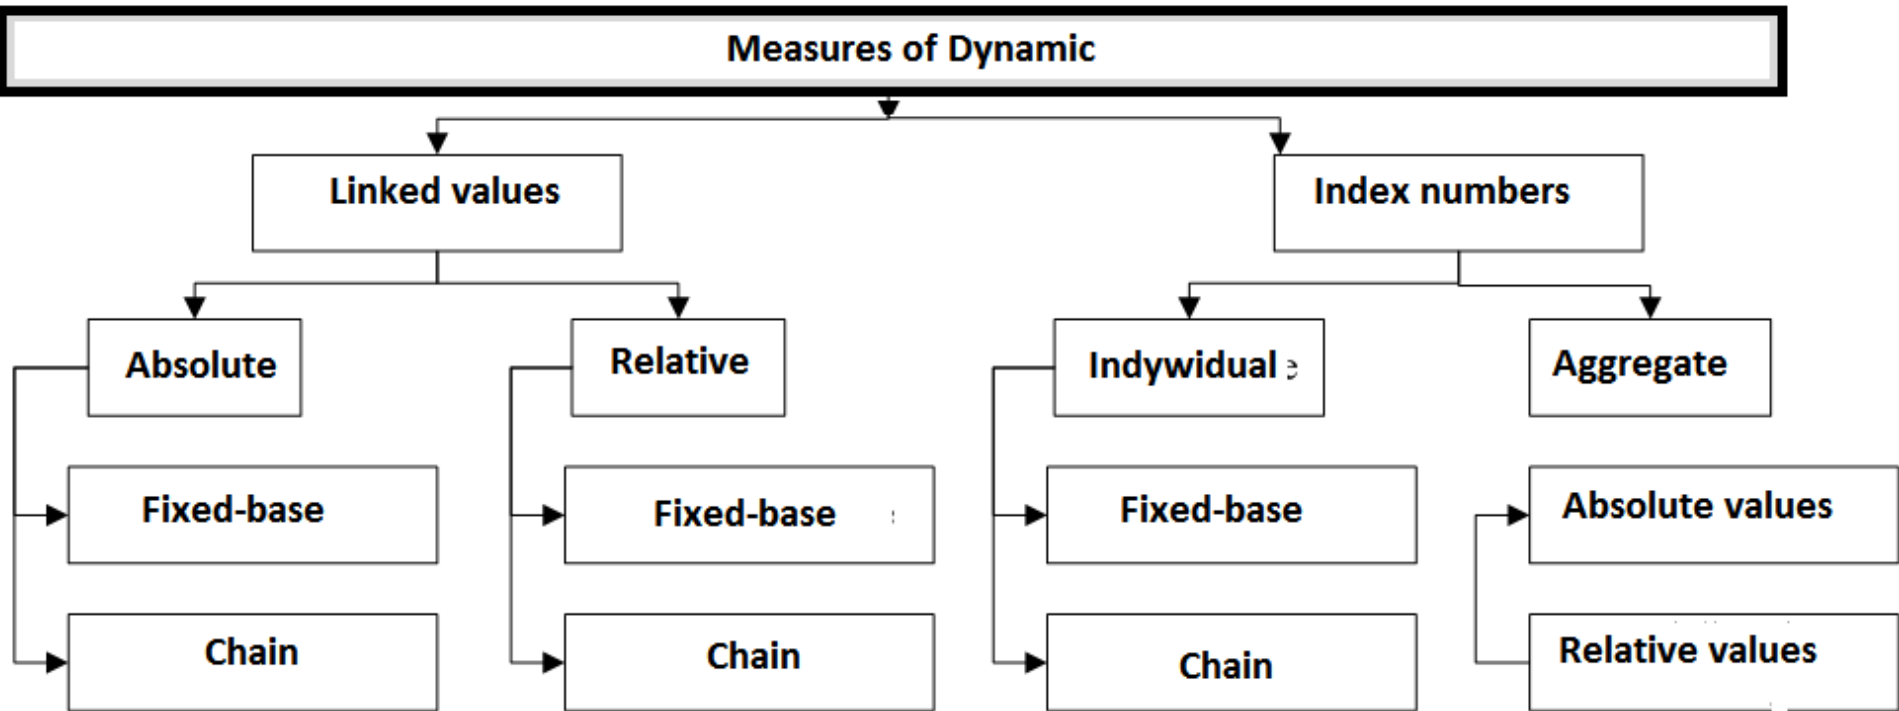 Measures of Dynamic
Linked values
Index numbers
Absolute
Relative
Indywidual e
Aggregate
Fixed-base
Fixed-base
Fixed-base
Absolute values
Chain
Chain
Chain
Relative values